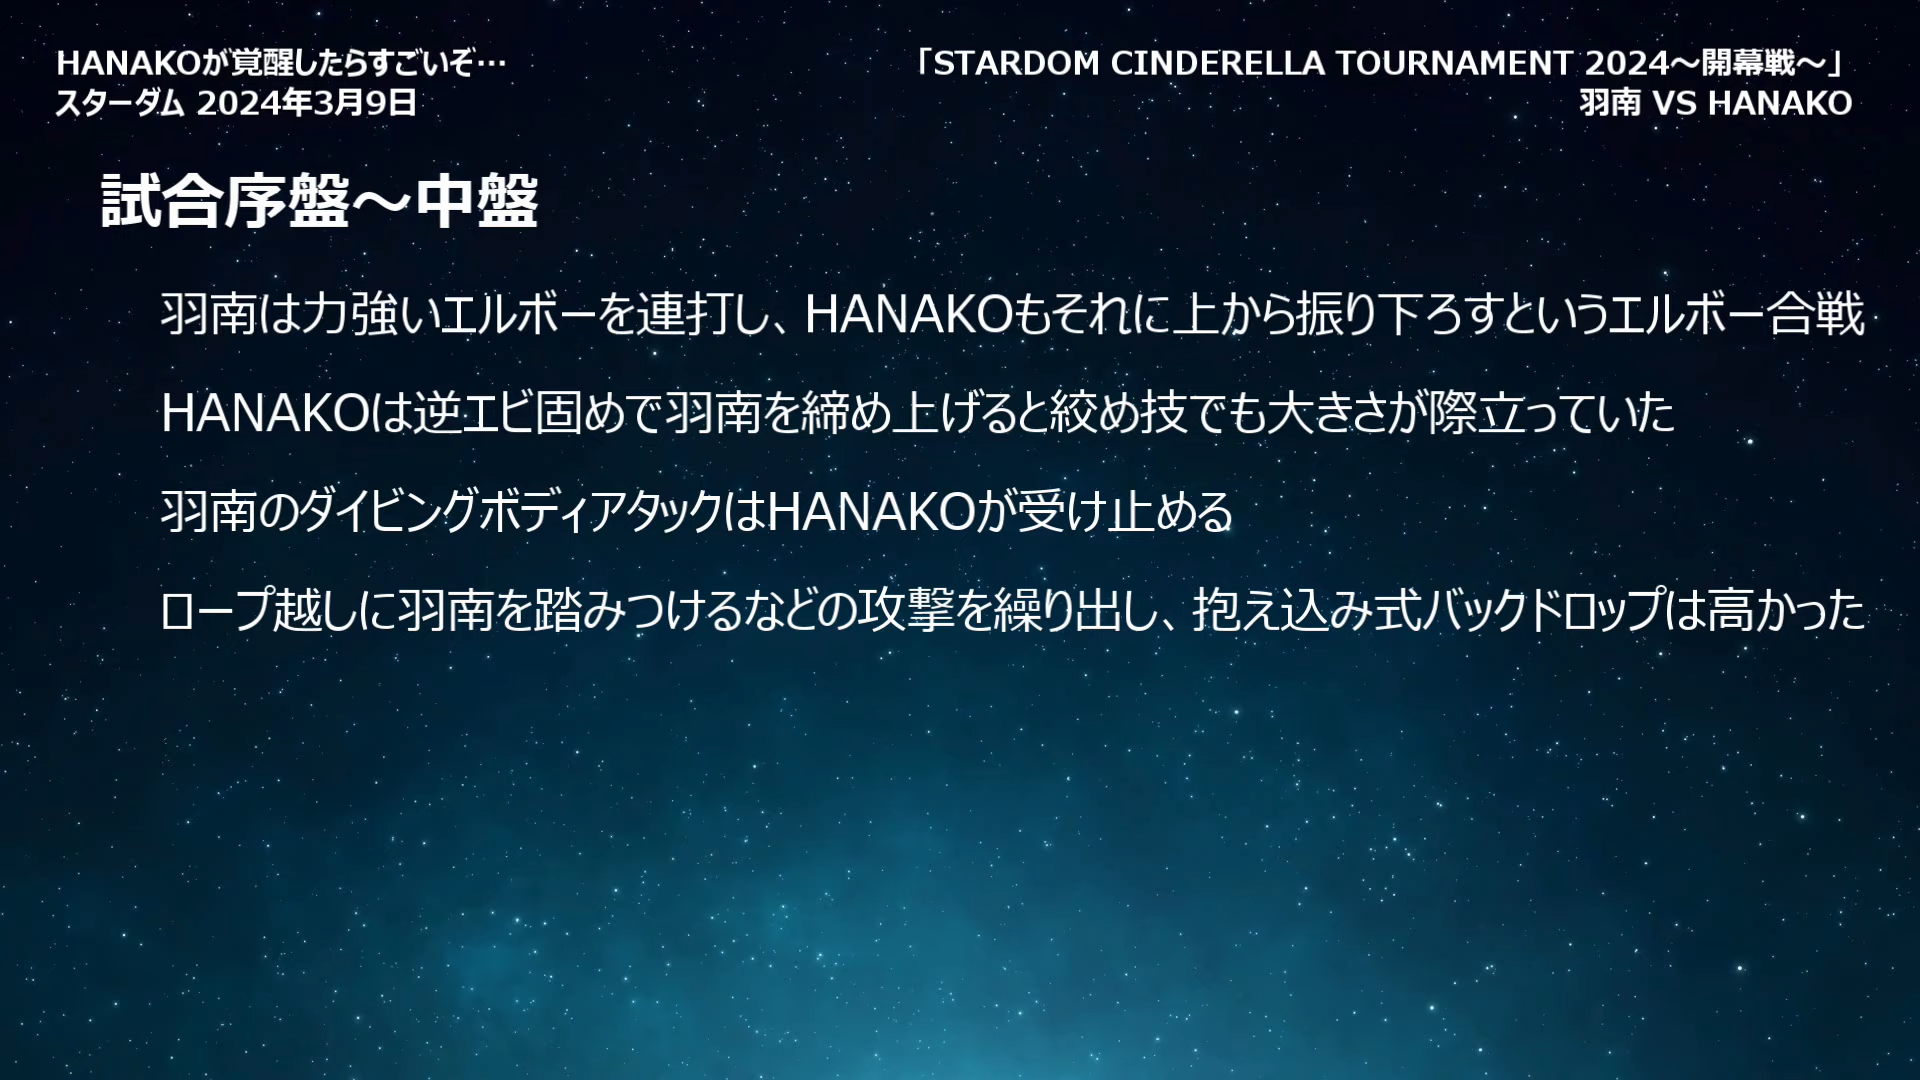 HANAKOが覚醒したらすごいぞ…
スターダム 2024年3月9日
「STARDOM CINDERELLA TOURNAMENT 2024～開幕戦～」
羽南 VS HANAKO
試合序盤～中盤
羽南は力強いエルボーを連打し、HANAKOもそれに上から振り下ろすというエルボー合戦
HANAKOは逆エビ固めで羽南を締め上げると絞め技でも大きさが際立っていた
羽南のダイビングボディアタックはHANAKOが受け止める
ロープ越しに羽南を踏みつけるなどの攻撃を繰り出し、抱え込み式バックドロップは高かった